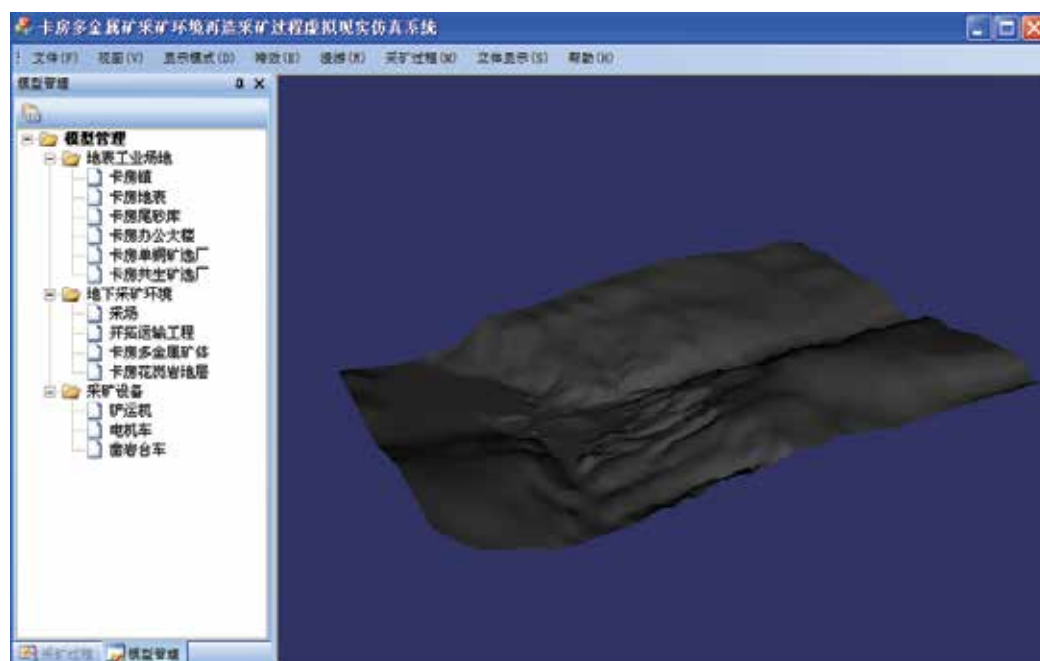 卡房多金属矿采矿环境再造采矿过程虚拟现实仿真系统
文件(F) 视图(V) 显示模式(D) 特效(E) 漫游(R) 采矿过程(M) 立体显示(S) 帮助(H)
模型管理
模型管理
地表工业场地
卡房镇
卡房地表
卡房尾砂库
卡房办公大楼
卡房单铜矿选厂
卡房共生矿选厂
地下采矿环境
采场
开拓运输工程
卡房多金属矿体
卡房花岗岩地层
采矿设备
铲运机
电机车
凿岩台车
采矿过程 模型管理